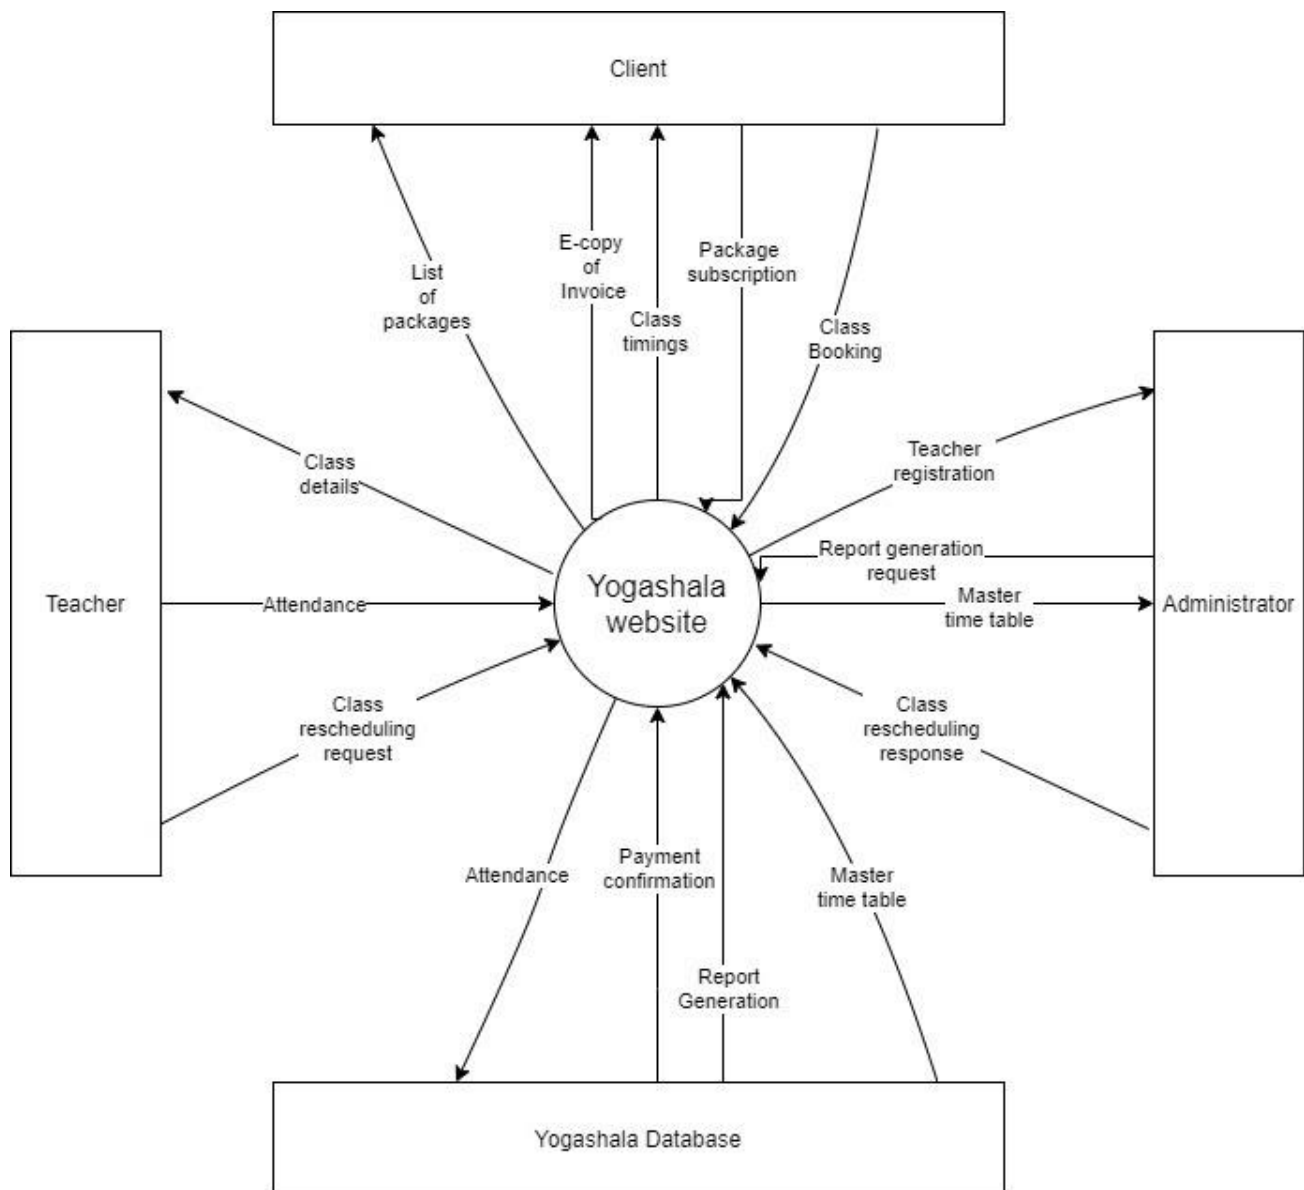 Client
E-copy
of
Invoice
Package
subscription
List
of
packages
Class
timings
Class
Booking
Class
details
Teacher
registration
Report generation
request
Teacher
Attendance
Yogashala
website
Master
time table
Administrator
Class
rescheduling
request
Class
rescheduling
response
Attendance
Payment
confirmation
Master
time table
Report
Generation
Yogashala Database